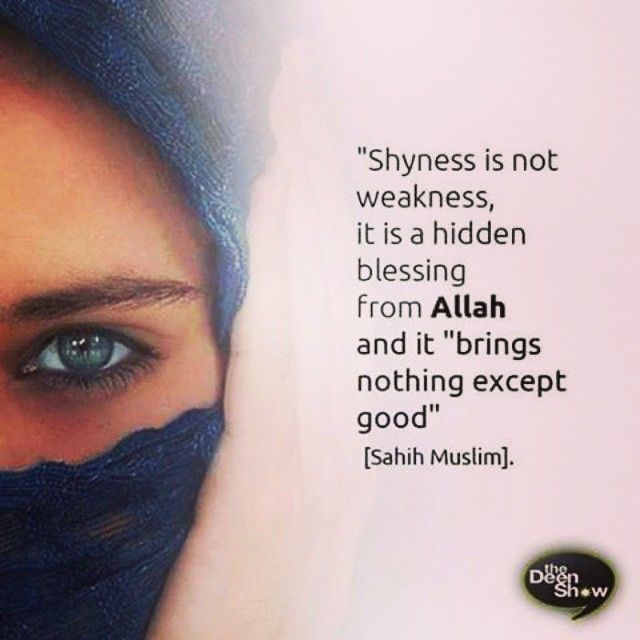 "Shyness is not
weakness,
it is a hidden
blessing
from Allah
and it "brings
nothing except
good"
[Sahih Muslim].
the
Deen
Show